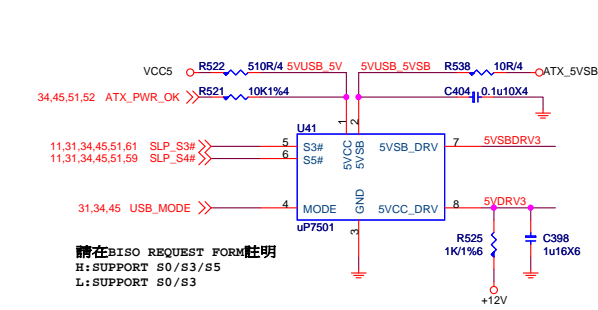 VCC5 R522 510R/4 5VUSB_5V 5VUSB_5VSB R538 10R/4 ATX_5VSB
34,45,51,52 ATX_PWR_OK R521 10K1%4 C404 0.1u10X4
1 2
U41
11,31,34,45,51,61 SLP_S3# 5 S3# 5VCC 5VSB 5VSB_DRV 7 5VSBDRV3
11,31,34,45,51,59 SLP_S4# 6 S5#
31,34,45 USB_MODE 4 MODE GND 5VCC_DRV 8 5VDRV3
uP7501 3
R525 C398
1K/1%6 1u16X6
+12V
請在BISO REQUEST FORM註明
H:SUPPORT S0/S3/S5
L:SUPPORT S0/S3